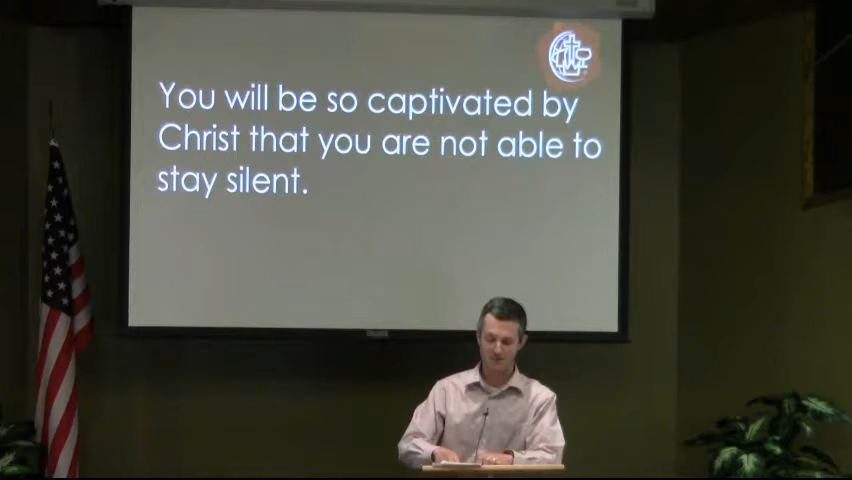 You will be so captivated by
Christ that you are not able to
stay silent.